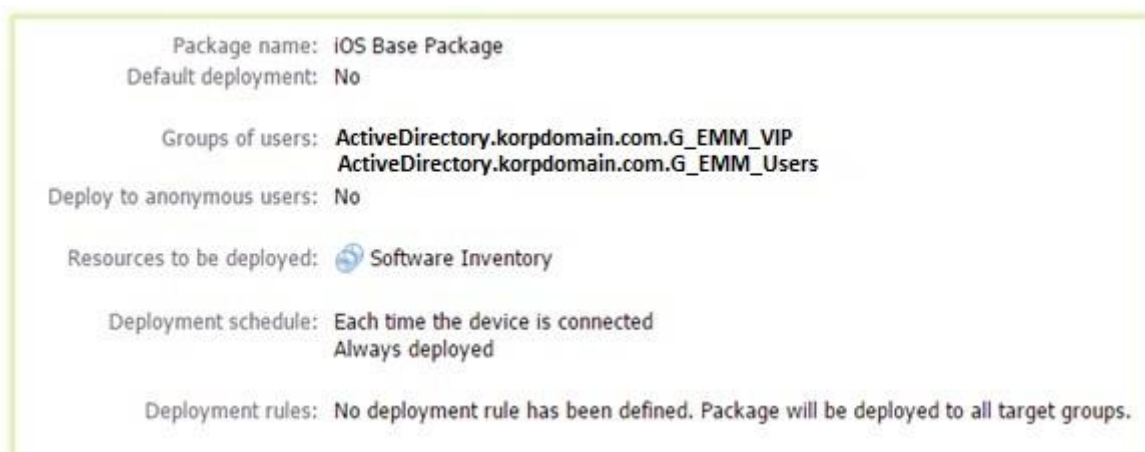 Package name: iOS Base Package
Default deployment: No
Groups of users: ActiveDirectory.korpdomain.com.G_EMM_VIP
ActiveDirectory.korpdomain.com.G_EMM_Users
Deploy to anonymous users: No
Resources to be deployed: Software Inventory
Deployment schedule: Each time the device is connected
Always deployed
Deployment rules: No deployment rule has been defined. Package will be deployed to all target groups.